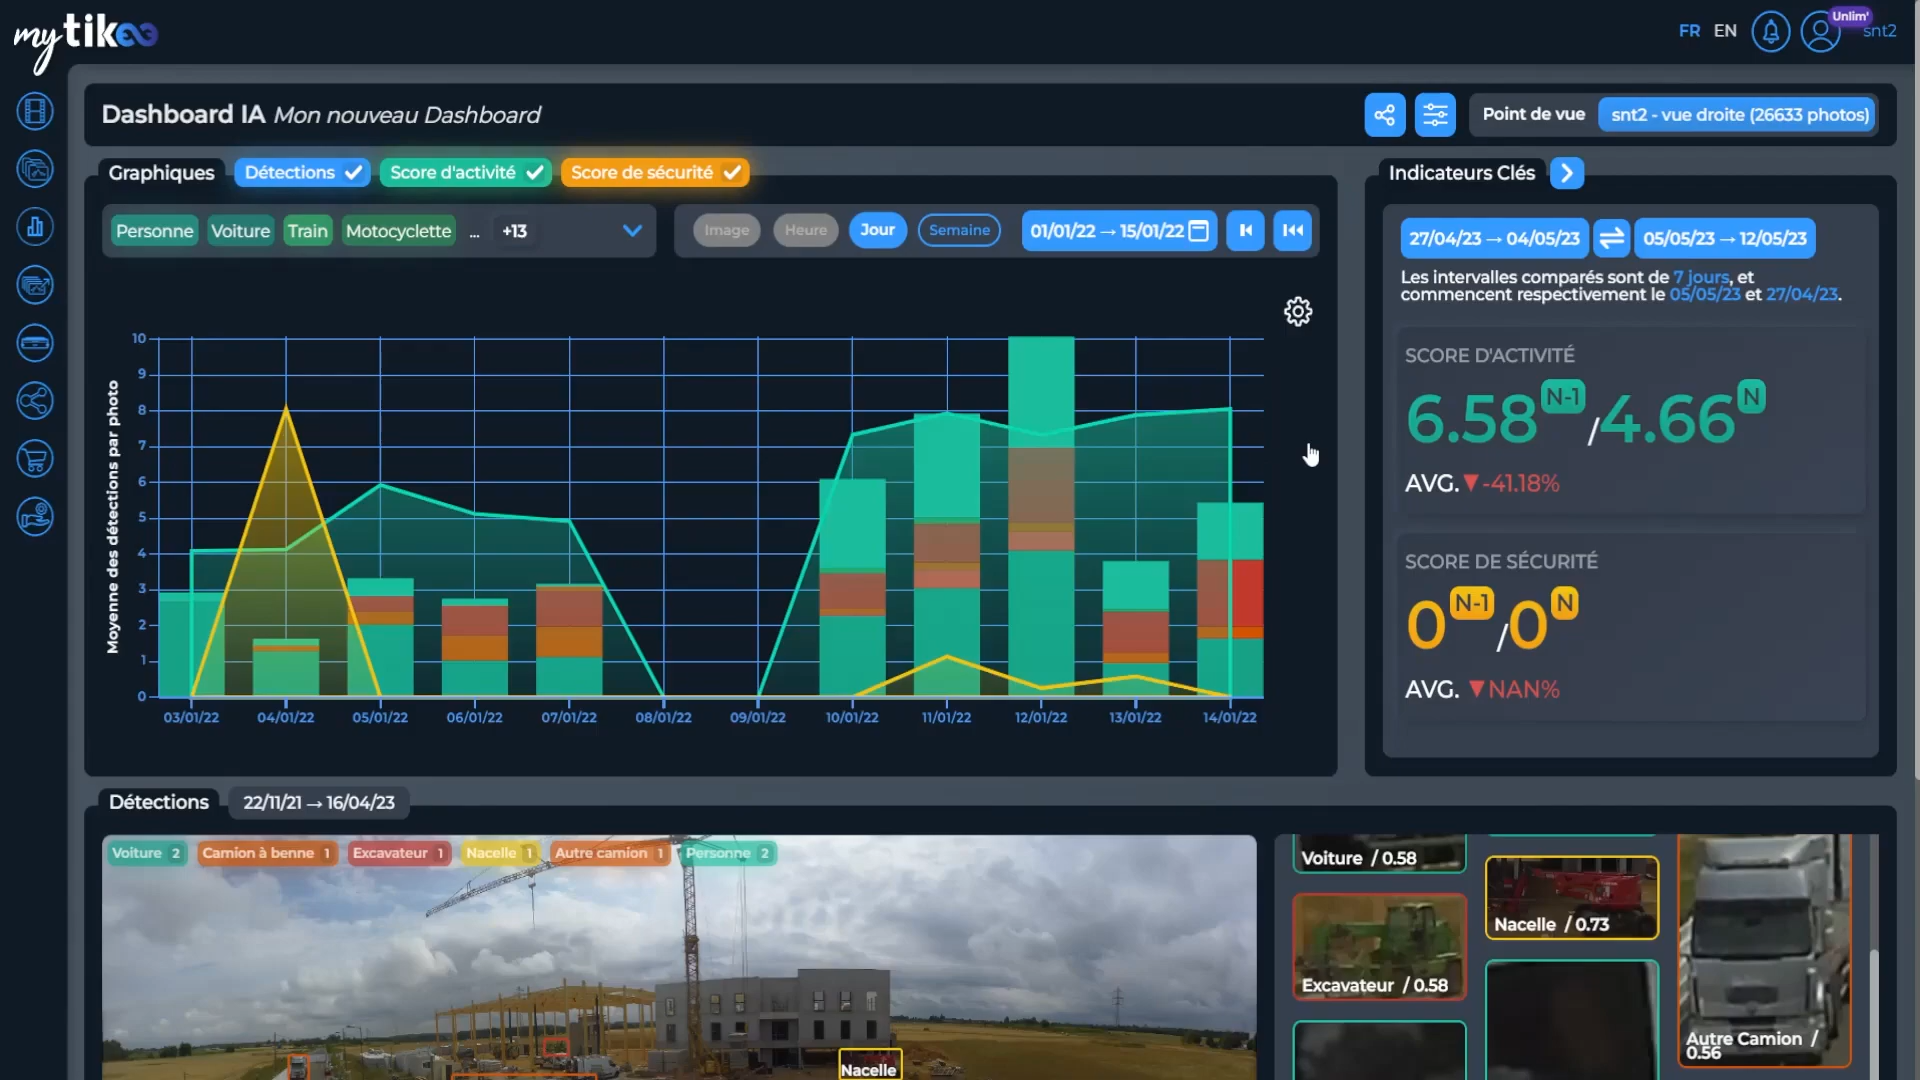 mytikee
FR EN Unlim' snt2
Dashboard IA Mon nouveau Dashboard
Point de vue snt2 - vue droite (26633 photos)
Graphiques Détections Score d'activité Score de sécurité
Indicateurs Clés
Personne Voiture Train Motocyclette ... +13
Image Heure Jour Semaine 01/01/22 → 15/01/22
27/04/23 → 04/05/23 05/05/23 → 12/05/23
Les intervalles comparés sont de 7 jours, et
commencent respectivement le 05/05/23 et 27/04/23.
SCORE D'ACTIVITÉ
6.58 N-1 / 4.66 N
AVG. ▼-41.18%
SCORE DE SÉCURITÉ
0 N-1 / 0 N
AVG. ▼NAN%
Moyenne des détections par photo
10
9
8
7
6
5
4
3
2
1
0
03/01/22 04/01/22 05/01/22 06/01/22 07/01/22 08/01/22 09/01/22 10/01/22 11/01/22 12/01/22 13/01/22 14/01/22
Détections 22/11/21 → 16/04/23
Voiture 2 Camion à benne 1 Excavateur 1 Nacelle 1 Autre camion 1 Personne 2
Nacelle
Voiture / 0.58
Excavateur / 0.58
Nacelle / 0.73
Autre Camion /
0.56